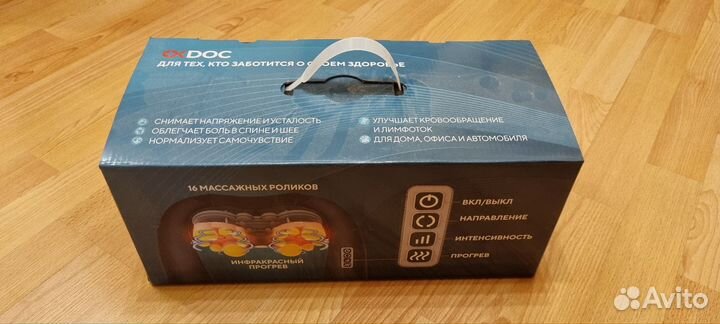 DOC
ДЛЯ ТЕХ, КТО ЗАБОТИТСЯ О СВОЕМ ЗДОРОВЬЕ
СНИМАЕТ НАПРЯЖЕНИЕ И УСТАЛОСТЬ
ОБЛЕГЧАЕТ БОЛЬ В СПИНЕ И ШЕЕ
НОРМАЛИЗУЕТ САМОЧУВСТВИЕ
УЛУЧШАЕТ КРОВООБРАЩЕНИЕ
И ЛИМФОТОК
ДЛЯ ДОМА, ОФИСА И АВТОМОБИЛЯ
16 МАССАЖНЫХ РОЛИКОВ
ИНФРАКРАСНЫЙ
ПРОГРЕВ
ВКЛ/ВЫКЛ
НАПРАВЛЕНИЕ
ИНТЕНСИВНОСТЬ
ПРОГРЕВ
Avito